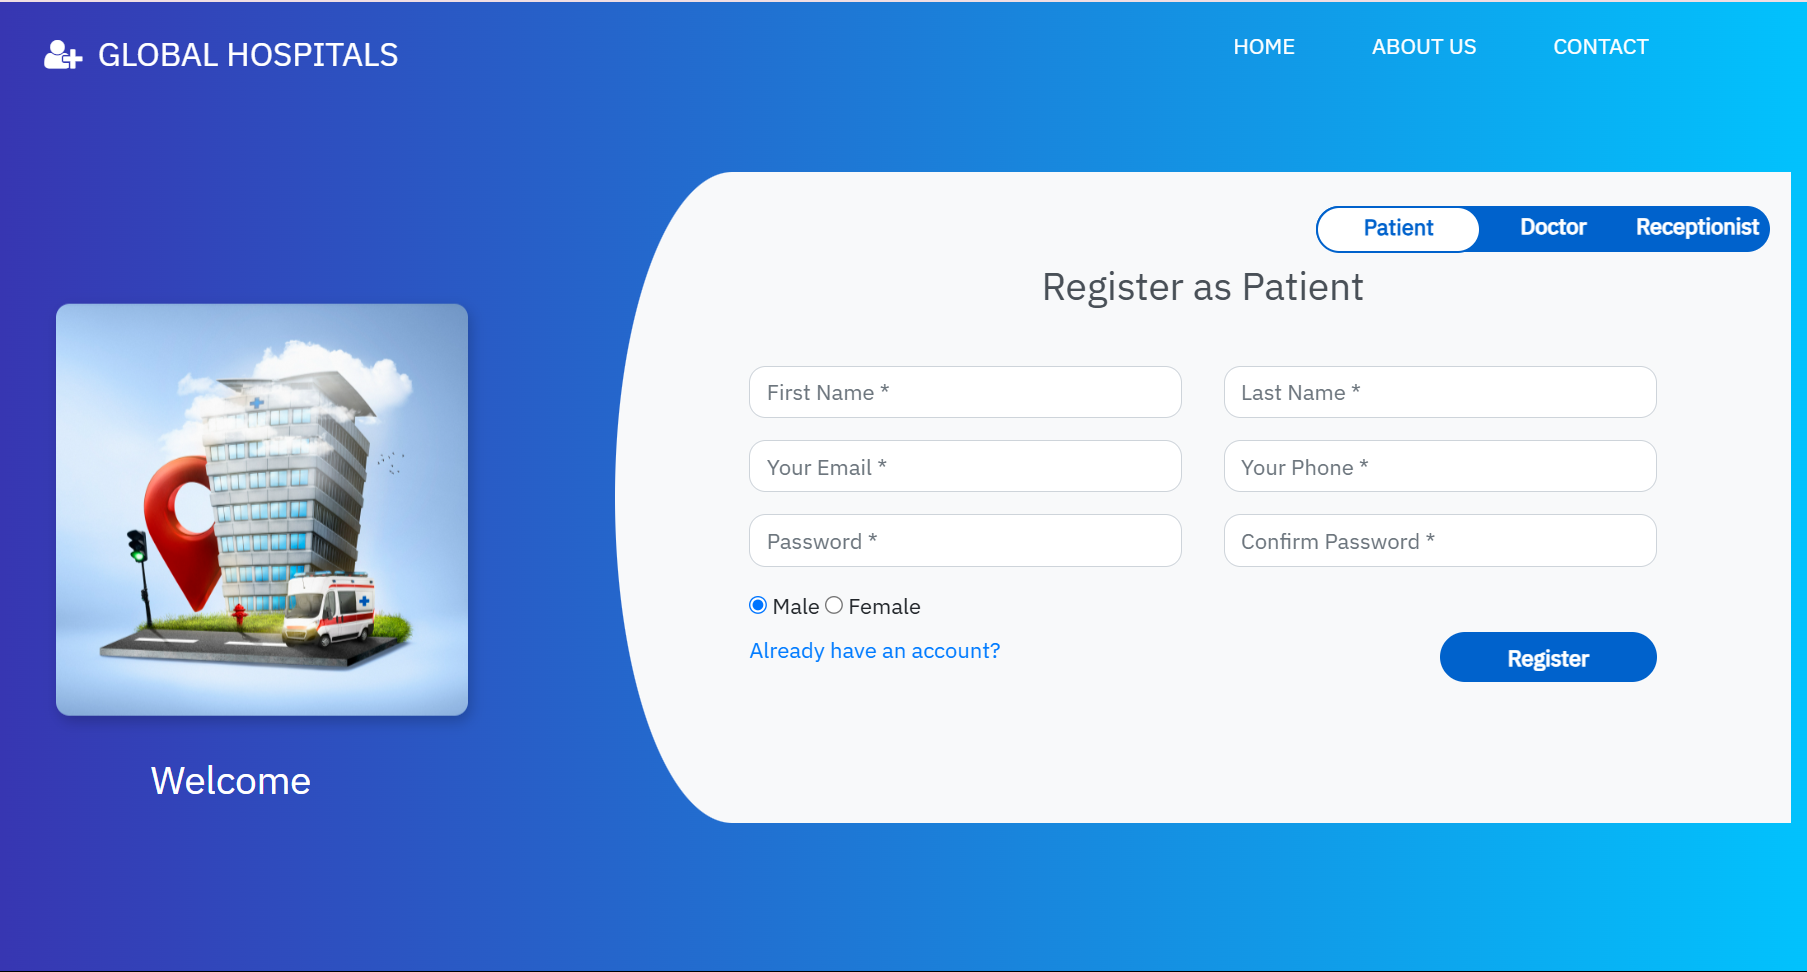 GLOBAL HOSPITALS
HOME ABOUT US CONTACT
Patient Doctor Receptionist
Register as Patient
First Name * Last Name *
Your Email * Your Phone *
Password * Confirm Password *
Male Female
Already have an account?
Register
Welcome